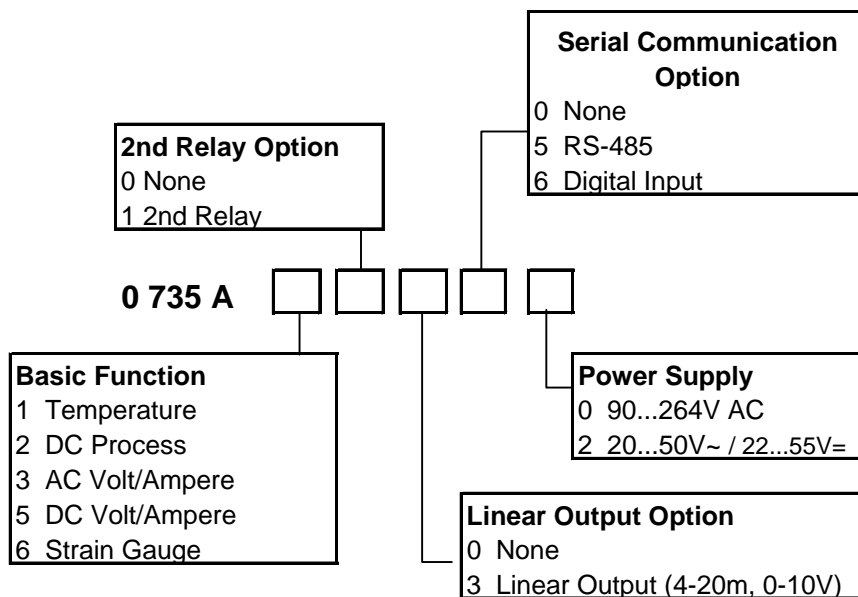 Serial Communication
Option
0 None
5 RS-485
6 Digital Input
2nd Relay Option
0 None
1 2nd Relay
0 735 A
Basic Function
1 Temperature
2 DC Process
3 AC Volt/Ampere
5 DC Volt/Ampere
6 Strain Gauge
Power Supply
0 90...264V AC
2 20...50V~ / 22...55V=
Linear Output Option
0 None
3 Linear Output (4-20m, 0-10V)